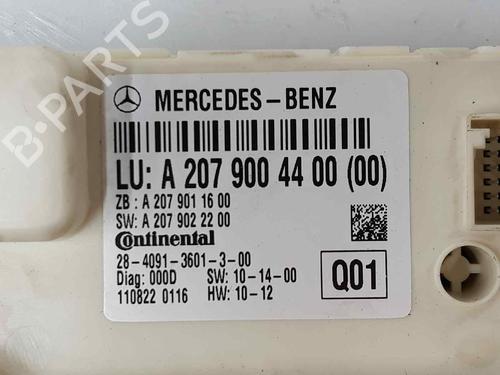 B-PARTS
MERCEDES-BENZ
LU: A 207 900 44 00 (00)
ZB : A 207 901 16 00
SW: A 207 902 22 00
Continental
28-4091-3601-3-00
Diag: 000D SW: 10-14-00
110822 0116 HW: 10-12
Q01